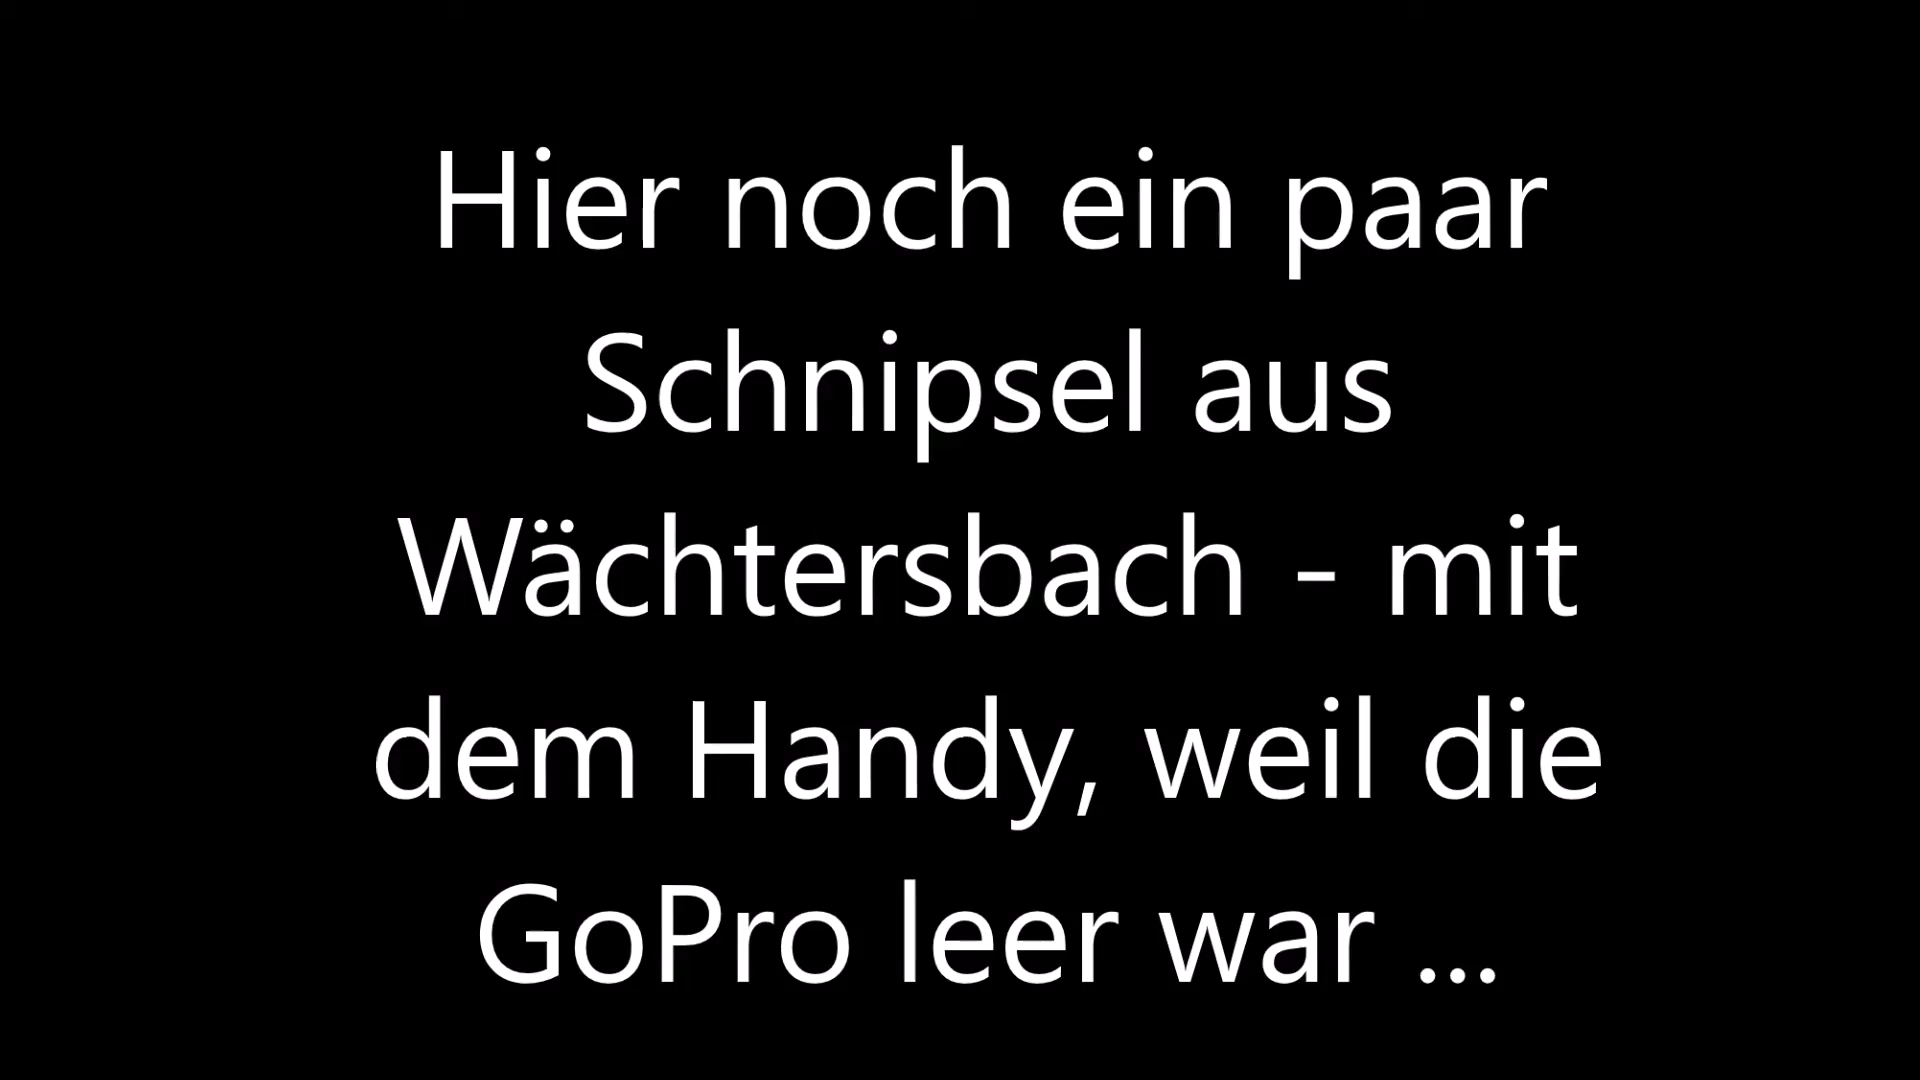 Hier noch ein paar
Schnipsel aus
Wächtersbach - mit
dem Handy, weil die
GoPro leer war ...